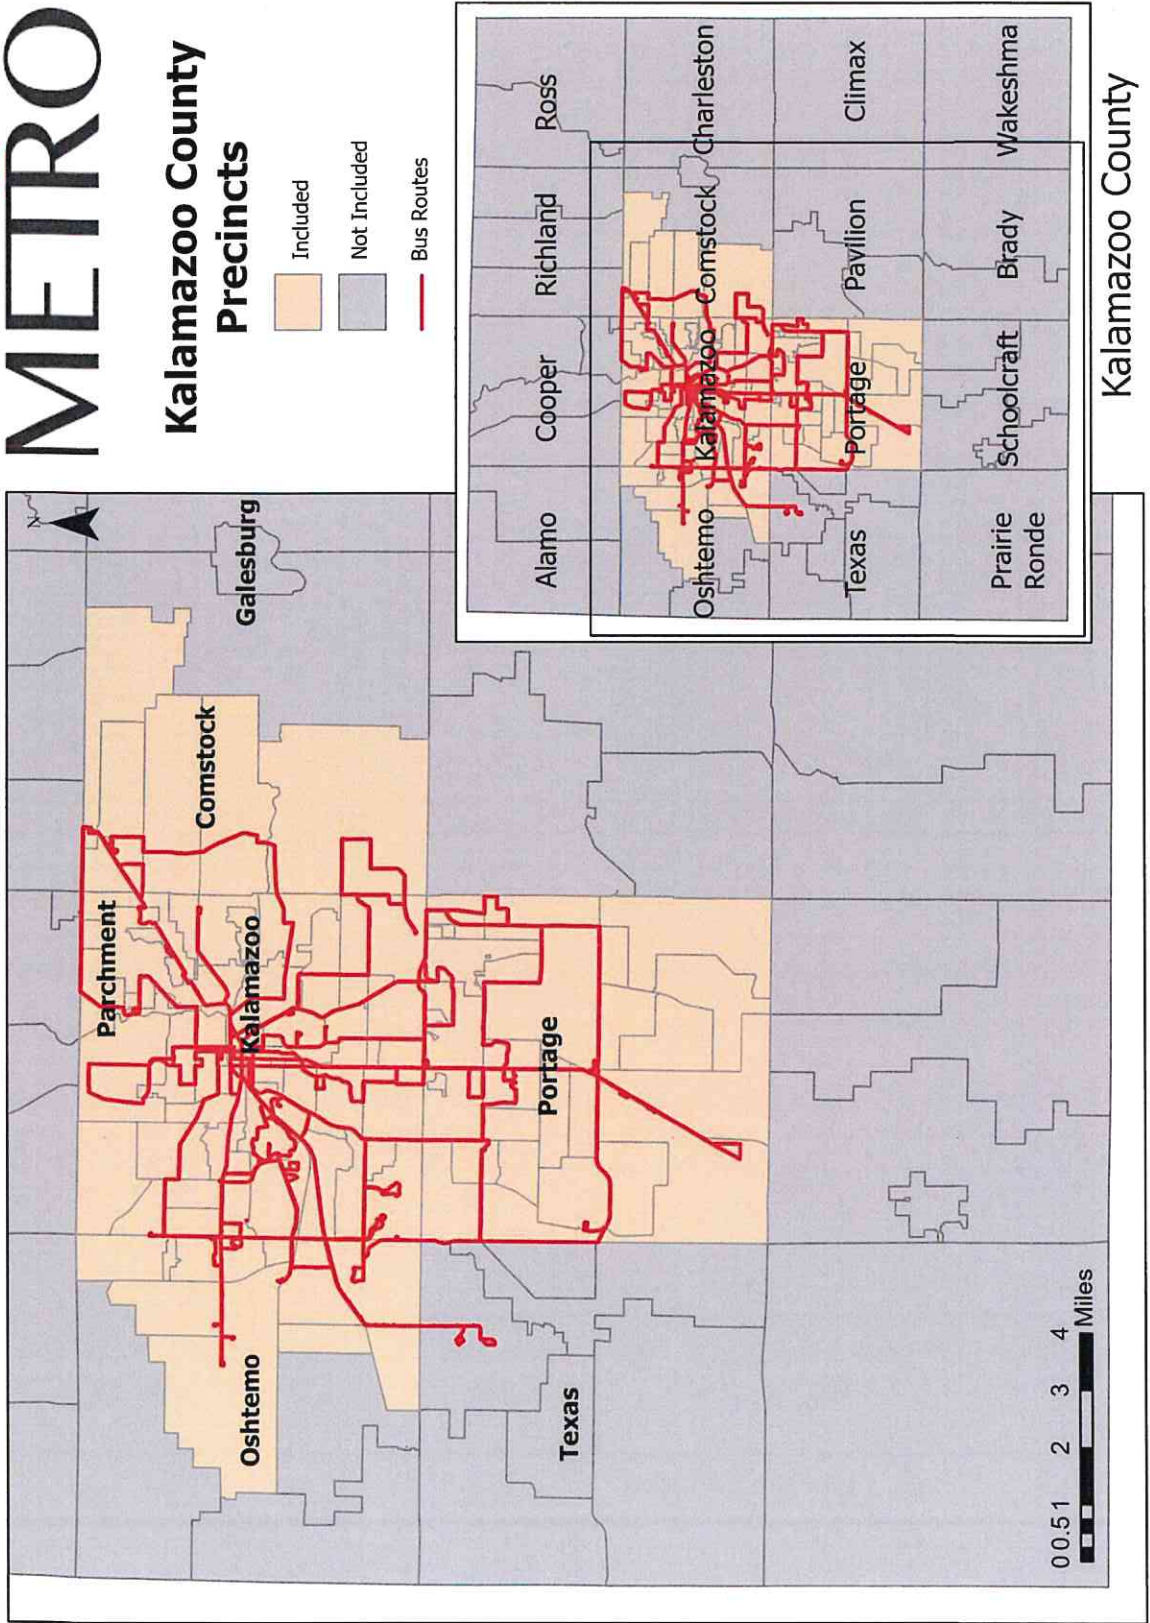 METRO
Kalamazoo County
Precincts
Included
Not Included
Bus Routes
N
Parchment
Comstock
Galesburg
Oshtemo
Kalamazoo
Portage
Texas
0 0.5 1 2 3 4
Miles
Alamo
Cooper
Richland
Ross
Oshtemo
Kalamazoo
Comstock
Charleston
Texas
Portage
Pavilion
Climax
Prairie
Ronde
Schoolcraft
Brady
Wakeshma
Kalamazoo County